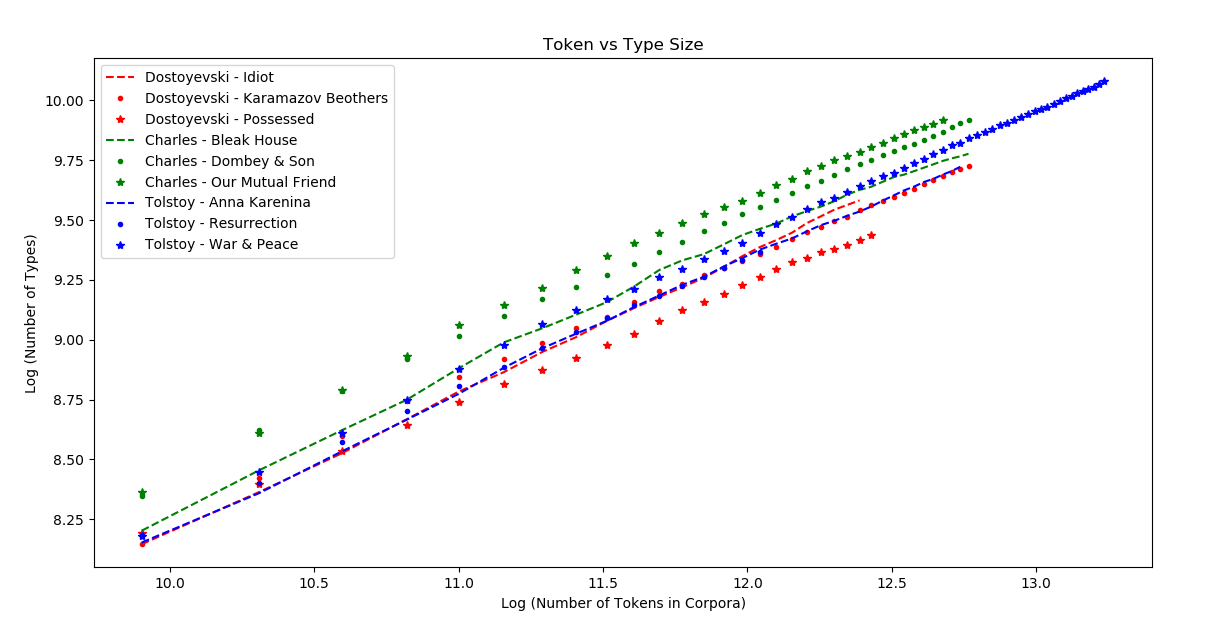 Token vs Type Size
Dostoyevski - Idiot
Dostoyevski - Karamazov Beothers
Dostoyevski - Possessed
Charles - Bleak House
Charles - Dombey & Son
Charles - Our Mutual Friend
Tolstoy - Anna Karenina
Tolstoy - Resurrection
Tolstoy - War & Peace
Log (Number of Types)
10.00
9.75
9.50
9.25
9.00
8.75
8.50
8.25
10.0 10.5 11.0 11.5 12.0 12.5 13.0
Log (Number of Tokens in Corpora)